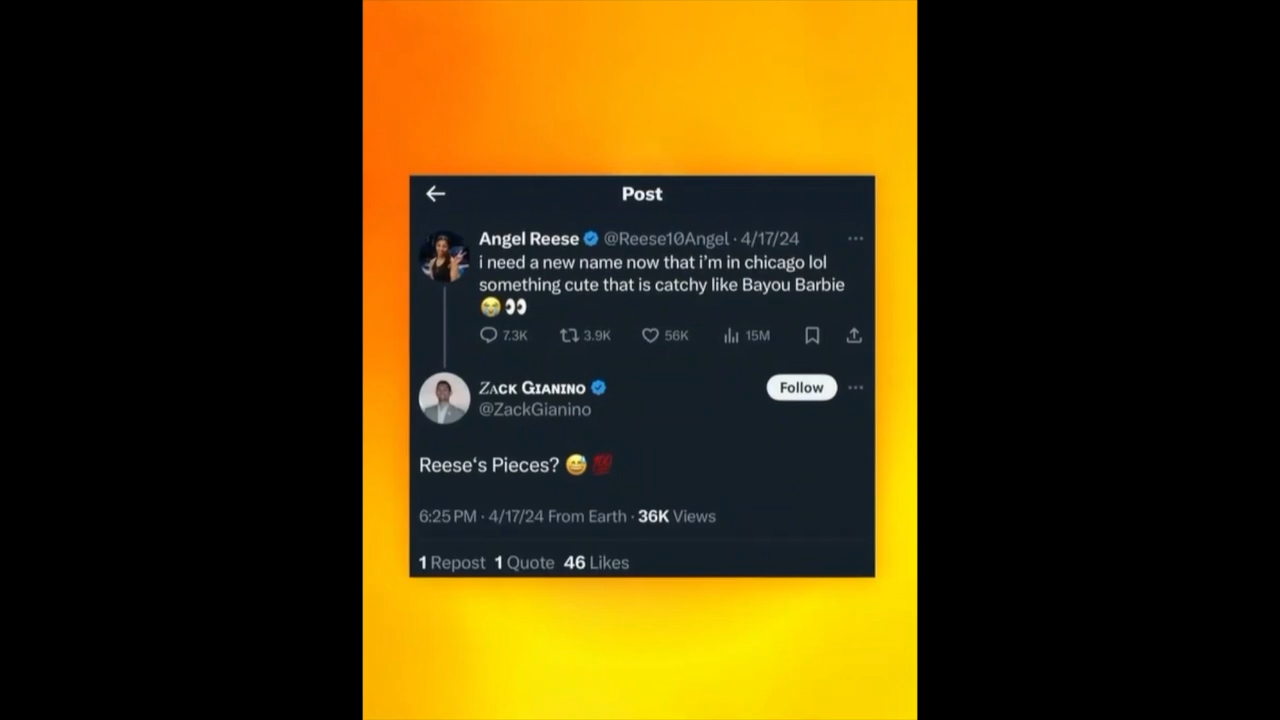 Post
Angel Reese @Reese10Angel · 4/17/24
i need a new name now that i'm in chicago lol
something cute that is catchy like Bayou Barbie
😭👀
7.3K 3.9K 56K 15M
ZACK GIANINO
Follow
@ZackGianino
Reese‘s Pieces? 😅 💯
6:25 PM · 4/17/24 From Earth · 36K Views
1 Repost 1 Quote 46 Likes